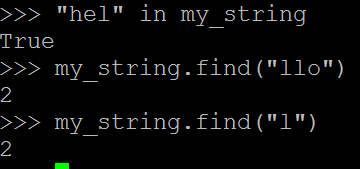 >>> "hel" in my_string
True
>>> my_string.find("llo")
2
>>> my_string.find("l")
2